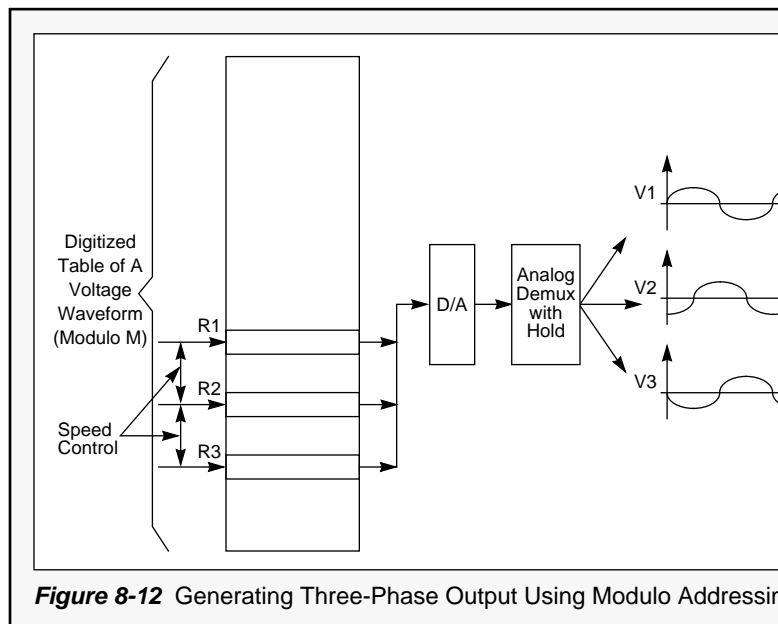 Digitized
Table of A
Voltage
Waveform
(Modulo M)
R1
R2
R3
Speed
Control
D/A
Analog
Demux
with
Hold
V1
V2
V3
Figure 8-12 Generating Three-Phase Output Using Modulo